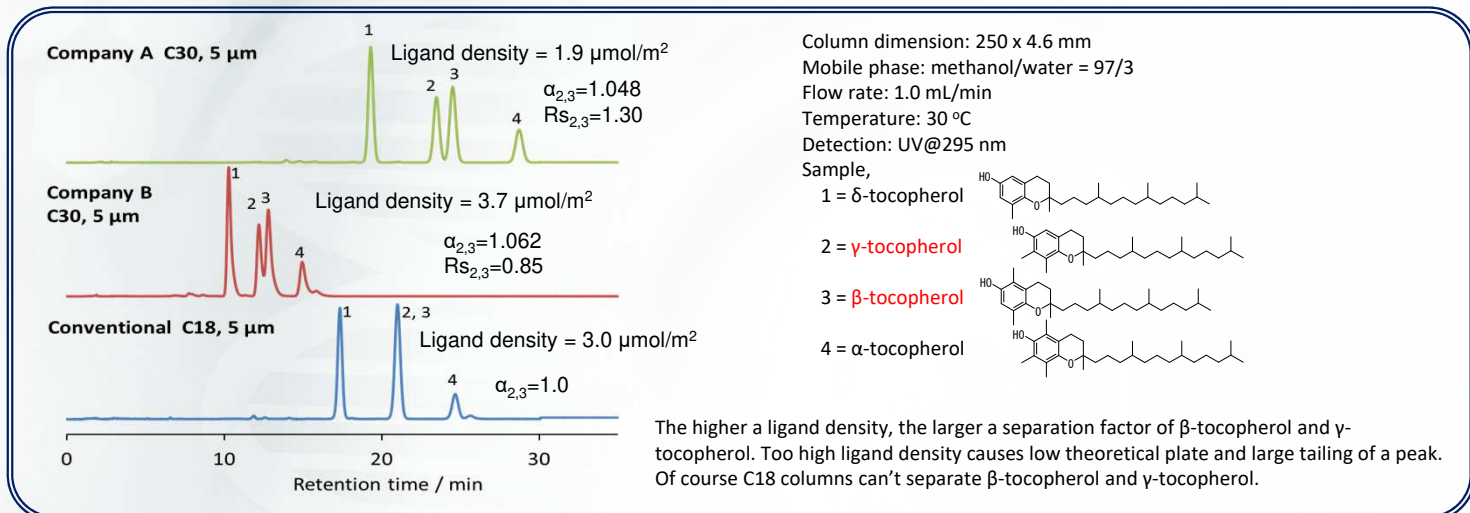 Company A C30, 5 µm
1
Ligand density = 1.9 µmol/m²
α2,3=1.048
Rs2,3=1.30
2
3
4
Company B
C30, 5 µm
1
2
3
Ligand density = 3.7 µmol/m²
α2,3=1.062
Rs2,3=0.85
4
Conventional C18, 5 µm
1
2, 3
Ligand density = 3.0 µmol/m²
4
α2,3=1.0
0
10
20
30
Retention time / min
Column dimension: 250 x 4.6 mm
Mobile phase: methanol/water = 97/3
Flow rate: 1.0 mL/min
Temperature: 30 °C
Detection: UV@295 nm
Sample,
1 = δ-tocopherol
HO
O
2 = γ-tocopherol
HO
O
3 = β-tocopherol
HO
O
4 = α-tocopherol
HO
O
The higher a ligand density, the larger a separation factor of β-tocopherol and γ-
tocopherol. Too high ligand density causes low theoretical plate and large tailing of a peak.
Of course C18 columns can’t separate β-tocopherol and γ-tocopherol.